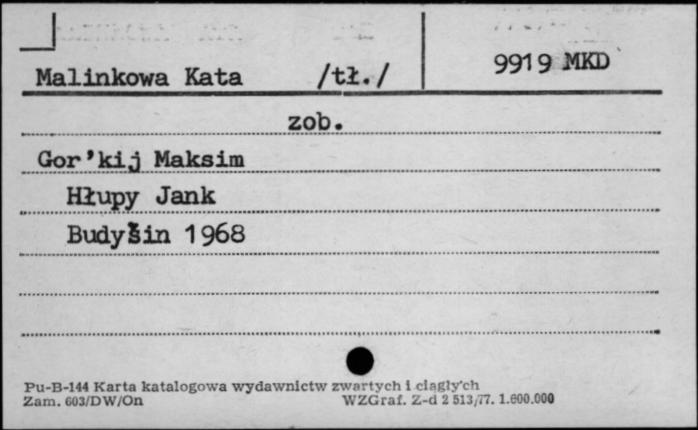 Malinkowa Kata /tł./ 9919 MKD
zob.
Gor'kij Maksim
Hłupy Jank
Budyšin 1968
Pu-B-144 Karta katalogowa wydawnictw zwartych i ciągłych
Zam. 603/DW/On WZGraf. Z-d 2 513/77. 1.600.000